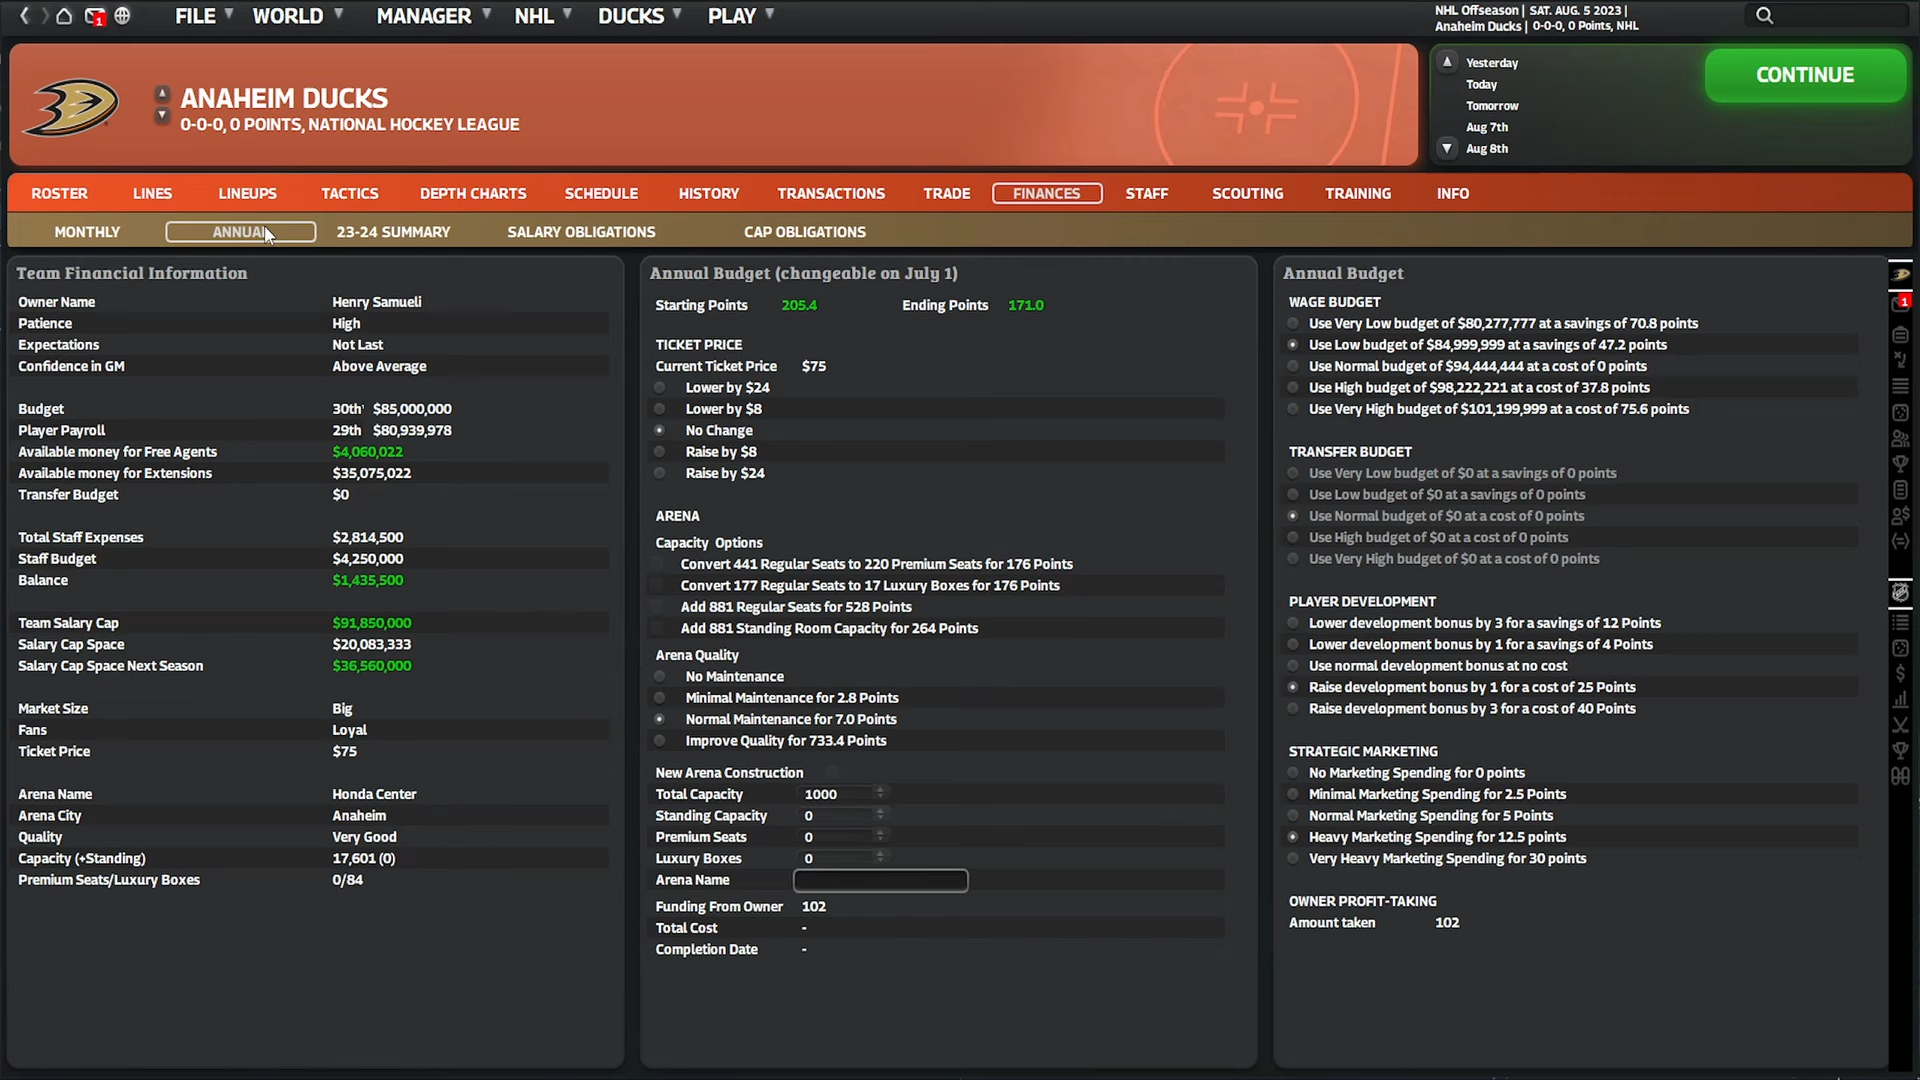 1
FILE
WORLD
MANAGER
NHL
DUCKS
PLAY
NHL Offseason | SAT. AUG. 5 2023 |
Anaheim Ducks | 0-0-0, 0 Points, NHL
ANAHEIM DUCKS
0-0-0, 0 POINTS, NATIONAL HOCKEY LEAGUE
Yesterday
Today
Tomorrow
Aug 7th
Aug 8th
CONTINUE
ROSTER
LINES
LINEUPS
TACTICS
DEPTH CHARTS
SCHEDULE
HISTORY
TRANSACTIONS
TRADE
FINANCES
STAFF
SCOUTING
TRAINING
INFO
MONTHLY
ANNUAL
23-24 SUMMARY
SALARY OBLIGATIONS
CAP OBLIGATIONS
Team Financial Information
Owner Name Henry Samueli
Patience High
Expectations Not Last
Confidence in GM Above Average
Budget 30th $85,000,000
Player Payroll 29th $80,939,978
Available money for Free Agents $4,060,022
Available money for Extensions $35,075,022
Transfer Budget $0
Total Staff Expenses $2,814,500
Staff Budget $4,250,000
Balance $1,435,500
Team Salary Cap $91,850,000
Salary Cap Space $20,083,333
Salary Cap Space Next Season $36,560,000
Market Size Big
Fans Loyal
Ticket Price $75
Arena Name Honda Center
Arena City Anaheim
Quality Very Good
Capacity (+Standing) 17,601 (0)
Premium Seats/Luxury Boxes 0/84
Annual Budget (changeable on July 1)
Starting Points 205.4 Ending Points 171.0
TICKET PRICE
Current Ticket Price $75
Lower by $24
Lower by $8
No Change
Raise by $8
Raise by $24
ARENA
Capacity Options
Convert 441 Regular Seats to 220 Premium Seats for 176 Points
Convert 177 Regular Seats to 17 Luxury Boxes for 176 Points
Add 881 Regular Seats for 528 Points
Add 881 Standing Room Capacity for 264 Points
Arena Quality
No Maintenance
Minimal Maintenance for 2.8 Points
Normal Maintenance for 7.0 Points
Improve Quality for 733.4 Points
New Arena Construction
Total Capacity 1000
Standing Capacity 0
Premium Seats 0
Luxury Boxes 0
Arena Name
Funding From Owner 102
Total Cost -
Completion Date -
Annual Budget
WAGE BUDGET
Use Very Low budget of $80,277,777 at a savings of 70.8 points
Use Low budget of $84,999,999 at a savings of 47.2 points
Use Normal budget of $94,444,444 at a cost of 0 points
Use High budget of $98,222,221 at a cost of 37.8 points
Use Very High budget of $101,199,999 at a cost of 75.6 points
TRANSFER BUDGET
Use Very Low budget of $0 at a savings of 0 points
Use Low budget of $0 at a savings of 0 points
Use Normal budget of $0 at a cost of 0 points
Use High budget of $0 at a cost of 0 points
Use Very High budget of $0 at a cost of 0 points
PLAYER DEVELOPMENT
Lower development bonus by 3 for a savings of 12 Points
Lower development bonus by 1 for a savings of 4 Points
Use normal development bonus at no cost
Raise development bonus by 1 for a cost of 25 Points
Raise development bonus by 3 for a cost of 40 Points
STRATEGIC MARKETING
No Marketing Spending for 0 points
Minimal Marketing Spending for 2.5 Points
Normal Marketing Spending for 5 Points
Heavy Marketing Spending for 12.5 points
Very Heavy Marketing Spending for 30 points
OWNER PROFIT-TAKING
Amount taken 102
1